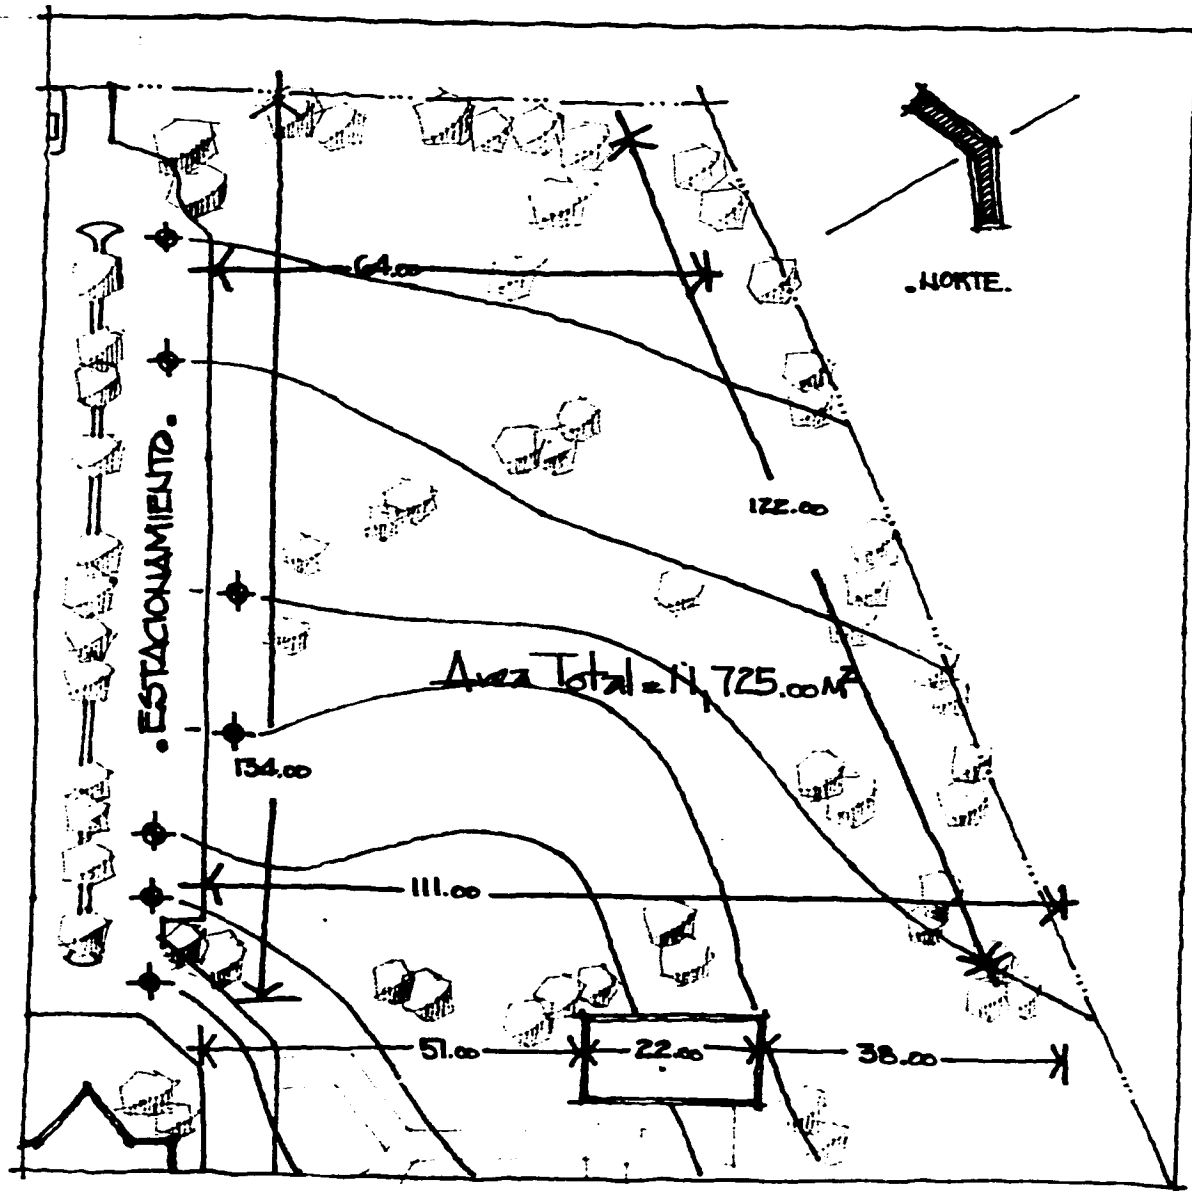 64.00
.NORTE.
122.00
.ESTACIONAMIENTO.
Area Total = 11,725.00 M²
134.00
111.00
51.00
22.00
38.00